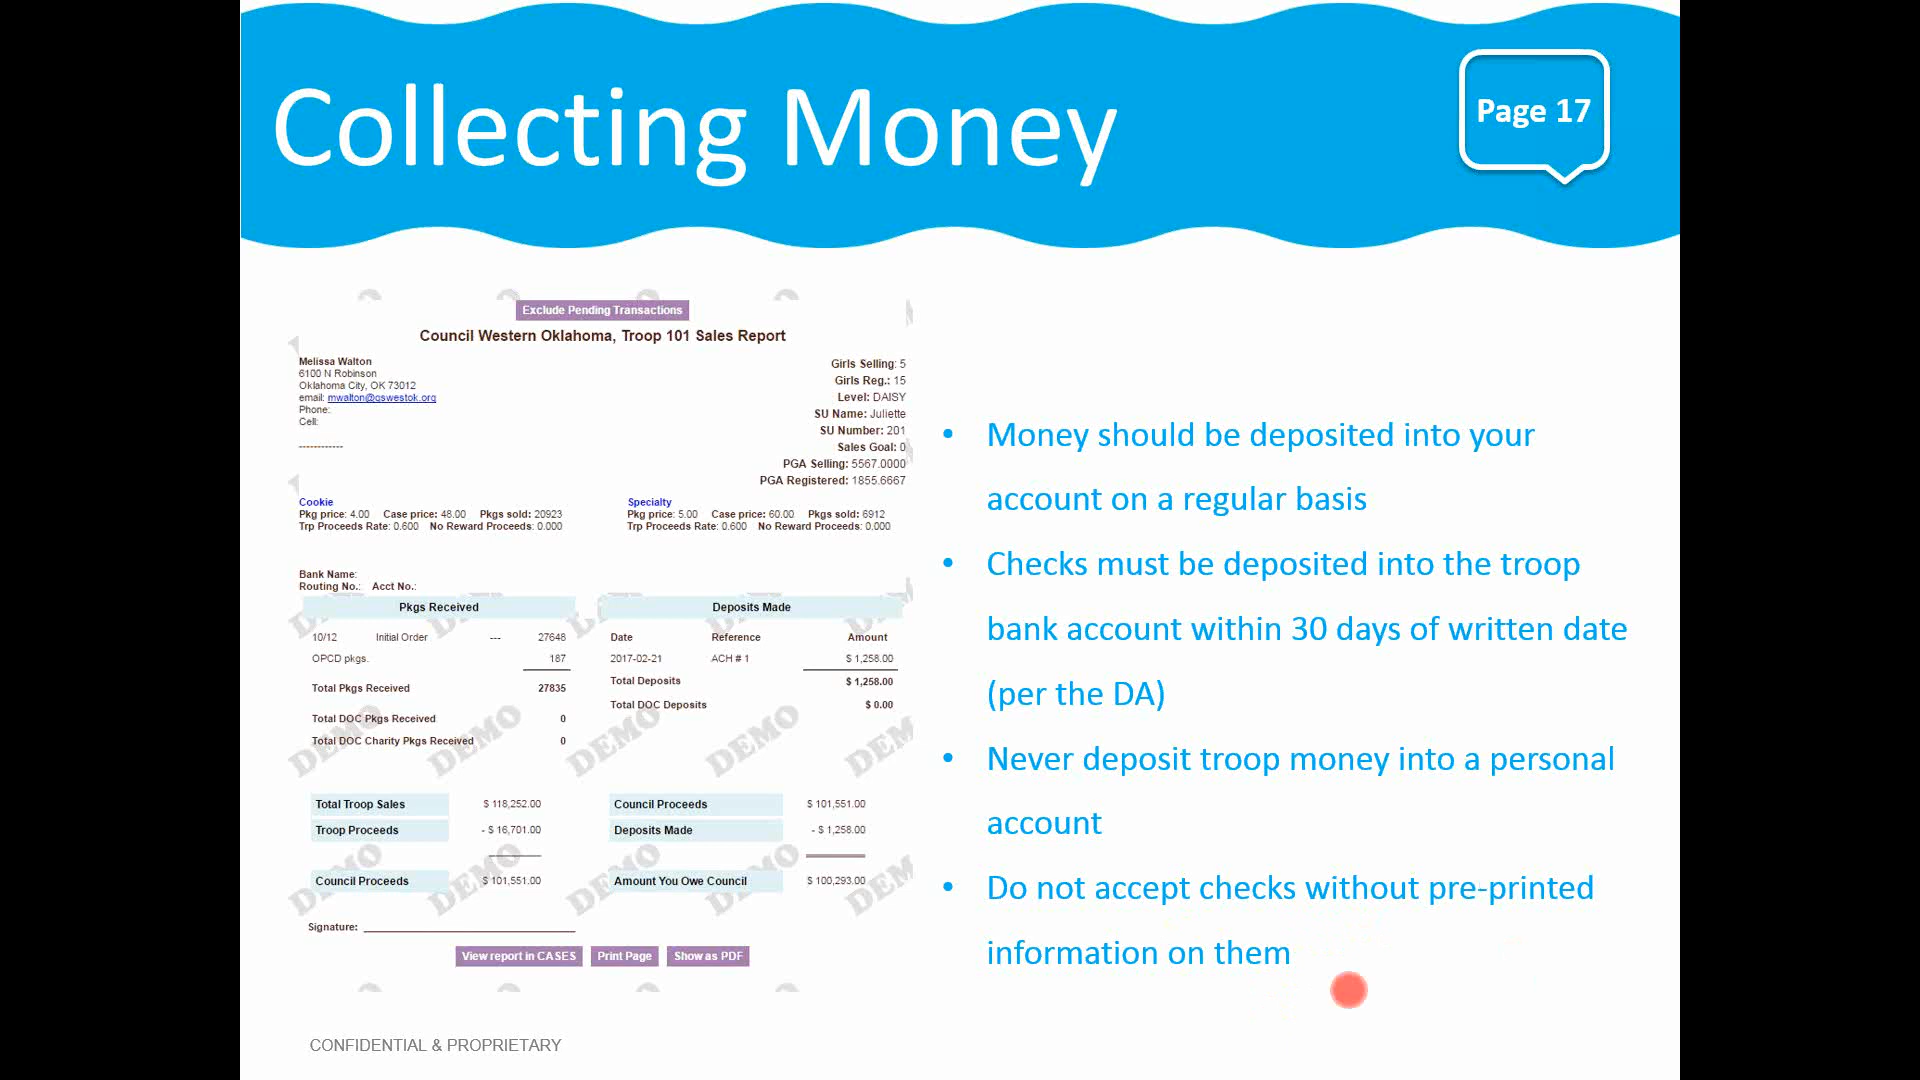 Collecting Money
Page 17
Exclude Pending Transactions
Council Western Oklahoma, Troop 101 Sales Report
Melissa Walton
6100 N Robinson
Oklahoma City, OK 73012
email: mwalton@gswestok.org
Phone:
Cell:
------------
Girls Selling: 5
Girls Reg.: 15
Level: DAISY
SU Name: Juliette
SU Number: 201
Sales Goal: 0
PGA Selling: 5567.0000
PGA Registered: 1855.6667
Cookie
Pkg price: 4.00 Case price: 48.00 Pkgs sold: 20923
Trp Proceeds Rate: 0.600 No Reward Proceeds: 0.000
Specialty
Pkg price: 5.00 Case price: 60.00 Pkgs sold: 6912
Trp Proceeds Rate: 0.600 No Reward Proceeds: 0.000
Bank Name:
Routing No.: Acct No.:
Pkgs Received
10/12 Initial Order --- 27648
OPCD pkgs. 187
Total Pkgs Received 27835
Total DOC Pkgs Received 0
Total DOC Charity Pkgs Received 0
Deposits Made
Date Reference Amount
2017-02-21 ACH # 1 $ 1,258.00
Total Deposits $ 1,258.00
Total DOC Deposits $ 0.00
DEMO DEMO DEMO DEMO DEMO
Total Troop Sales $ 118,252.00
Troop Proceeds - $ 16,701.00
Council Proceeds $ 101,551.00
Council Proceeds $ 101,551.00
Deposits Made - $ 1,258.00
Amount You Owe Council $ 100,293.00
DEMO DEMO DEMO DEMO DEMO
Signature:
View report in CASES Print Page Show as PDF
• Money should be deposited into your
account on a regular basis
• Checks must be deposited into the troop
bank account within 30 days of written date
(per the DA)
• Never deposit troop money into a personal
account
• Do not accept checks without pre-printed
information on them
CONFIDENTIAL & PROPRIETARY